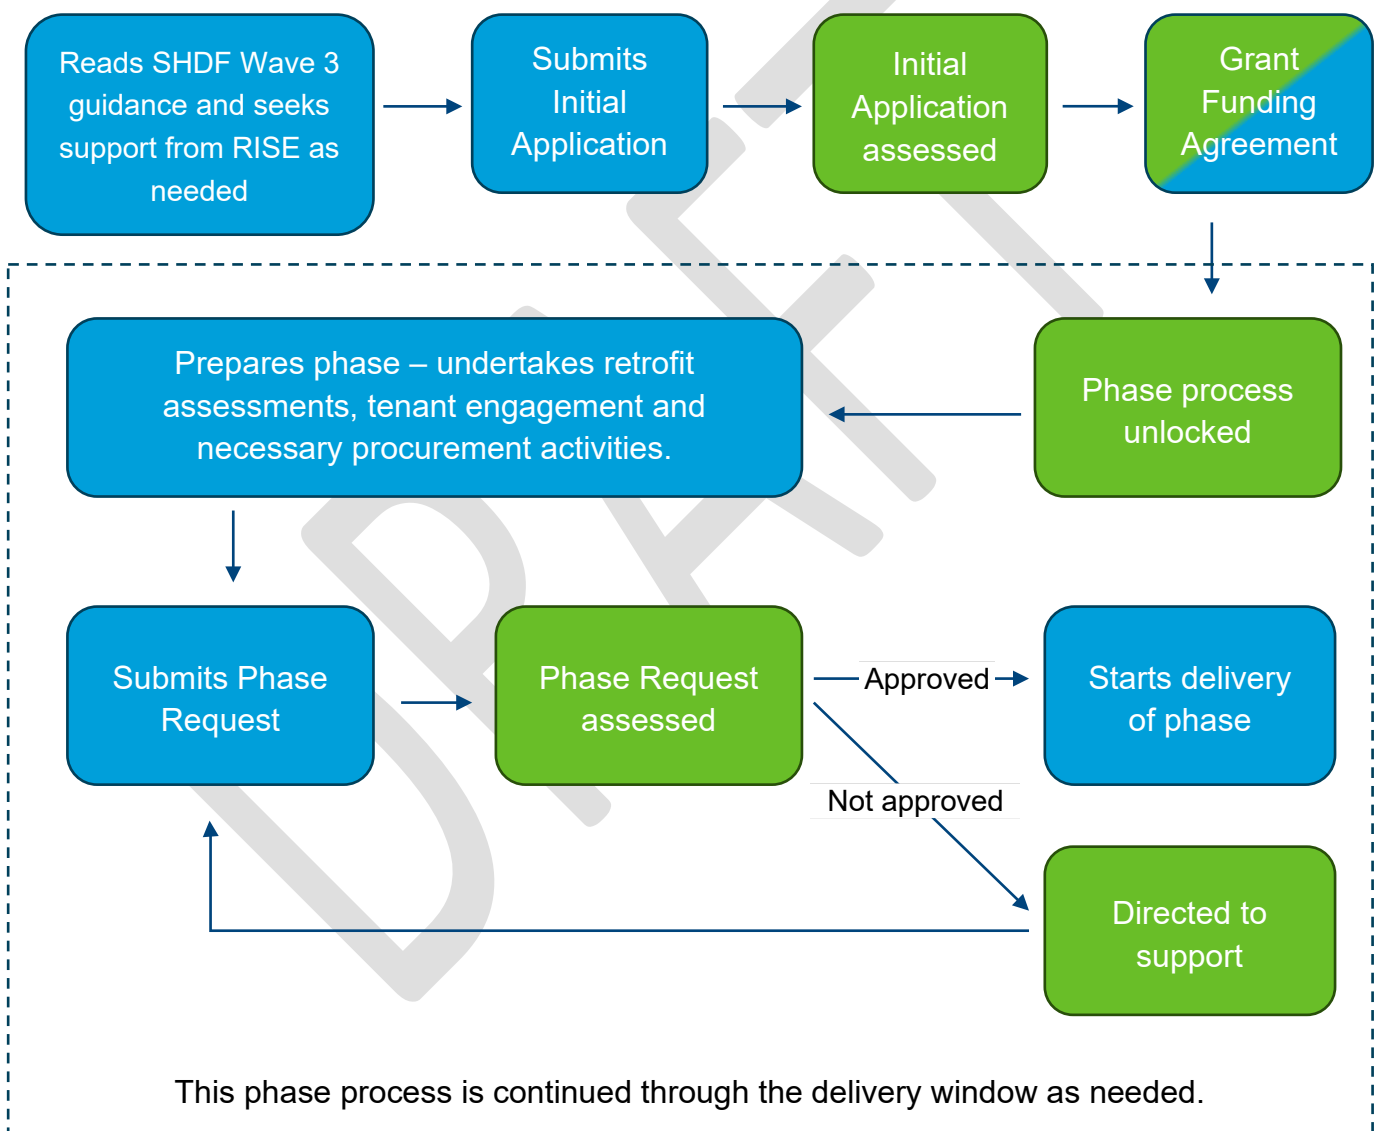 Reads SHDF Wave 3
guidance and seeks
support from RISE as
needed
Submits
Initial
Application
Initial
Application
assessed
Grant
Funding
Agreement
Phase process
unlocked
Prepares phase – undertakes retrofit
assessments, tenant engagement and
necessary procurement activities.
Submits Phase
Request
Phase Request
assessed
Approved
Starts delivery
of phase
Not approved
Directed to
support
This phase process is continued through the delivery window as needed.
DRAFT